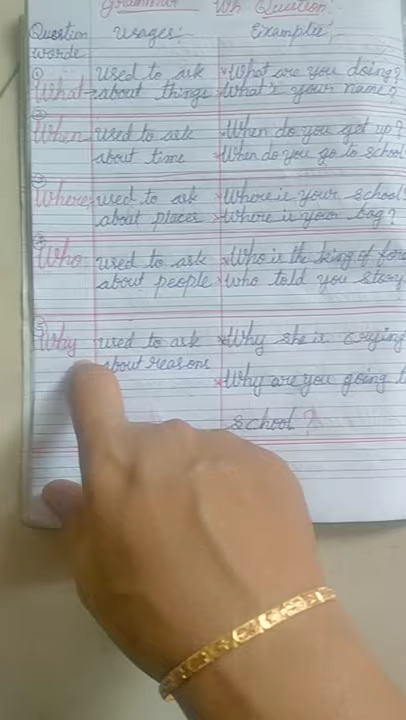 Grammar Wh Question
Question words
Usages:
Examples:-
① What- used to ask about things
*What are you doing?
*What's your name?
② When used to ask about time
*When do you get up?
*When do you go to school
③ Where used to ask about places
*Where is your school
*Where is your bag?
④ Who used to ask about people
*Who is the king of
*Who told you story
⑤ Why used to ask about reasons
*Why she is crying
*Why are you going to
school?